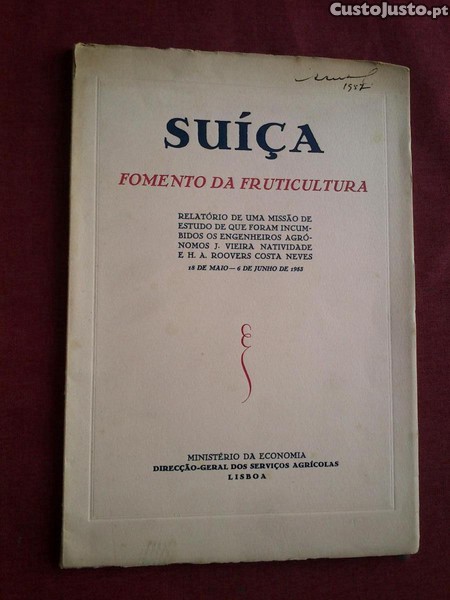 CustoJusto.pt
1987
SUÍÇA
FOMENTO DA FRUTICULTURA
RELATÓRIO DE UMA MISSÃO DE
ESTUDO DE QUE FORAM INCUM-
BIDOS OS ENGENHEIROS AGRÓ-
NOMOS J. VIEIRA NATIVIDADE
E H. A. ROOVERS COSTA NEVES
18 DE MAIO — 6 DE JUNHO DE 1953
MINISTÉRIO DA ECONOMIA
DIRECÇÃO-GERAL DOS SERVIÇOS AGRÍCOLAS
LISBOA